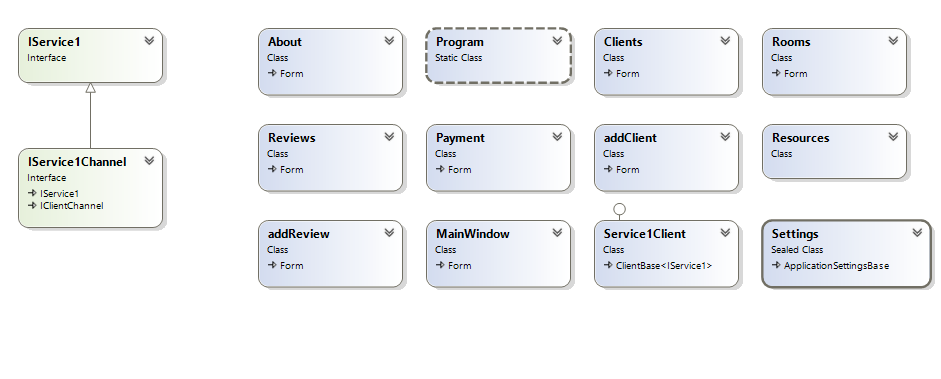 IService1
Interface
IService1Channel
Interface
IService1
IClientChannel
About
Class
Form
Program
Static Class
Clients
Class
Form
Rooms
Class
Form
Reviews
Class
Form
Payment
Class
Form
addClient
Class
Form
Resources
Class
addReview
Class
Form
MainWindow
Class
Form
Service1Client
Class
ClientBase<IService1>
Settings
Sealed Class
ApplicationSettingsBase